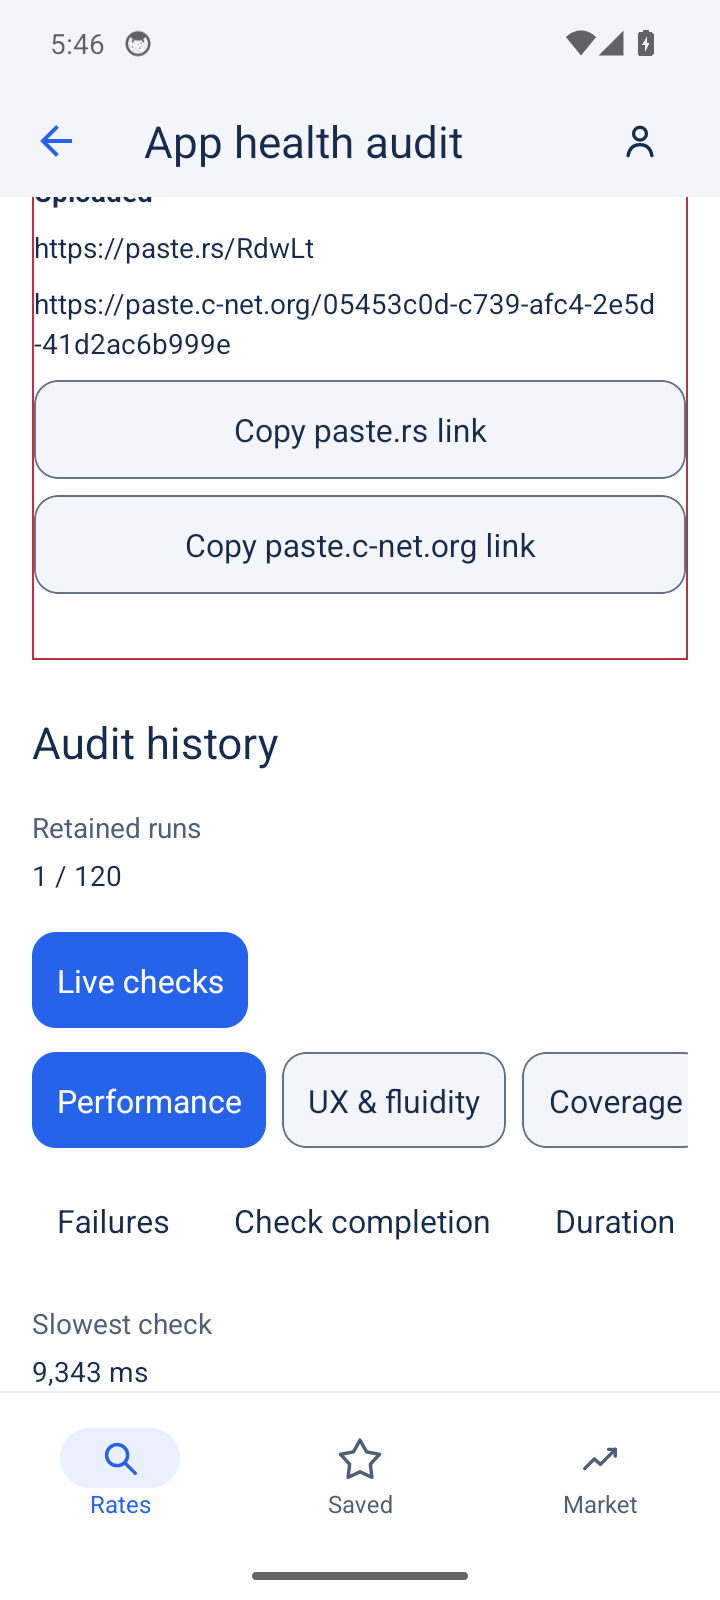 5:46
App health audit
Uploaded
https://paste.rs/RdwLt
https://paste.c-net.org/05453c0d-c739-afc4-2e5d
-41d2ac6b999e
Copy paste.rs link
Copy paste.c-net.org link
Audit history
Retained runs
1 / 120
Live checks
Performance
UX & fluidity
Coverage
Failures
Check completion
Duration
Slowest check
9,343 ms
Rates
Saved
Market